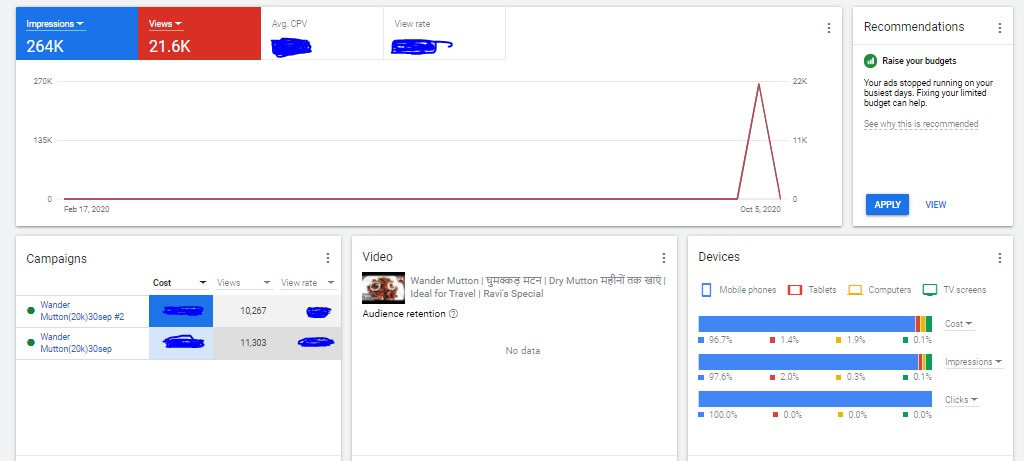 Impressions
Views
Avg. CPV
View rate
264K
21.6K
270K
22K
135K
11K
0
0
Feb 17, 2020
Oct 5, 2020
Recommendations
Raise your budgets
Your ads stopped running on your
busiest days. Fixing your limited
budget can help.
See why this is recommended
APPLY
VIEW
Campaigns
Cost
Views
View rate
Wander
Mutton(20k)30sep #2
10,267
Wander
Mutton(20k)30sep
11,303
Video
Wander Mutton | घुमक्कड़ मटन | Dry Mutton महीनों तक खाएं |
Ideal for Travel | Ravi's Special
Audience retention
No data
Devices
Mobile phones
Tablets
Computers
TV screens
Cost
96.7%
1.4%
1.9%
0.1%
Impressions
97.6%
2.0%
0.3%
0.1%
Clicks
100.0%
0.0%
0.0%
0.0%